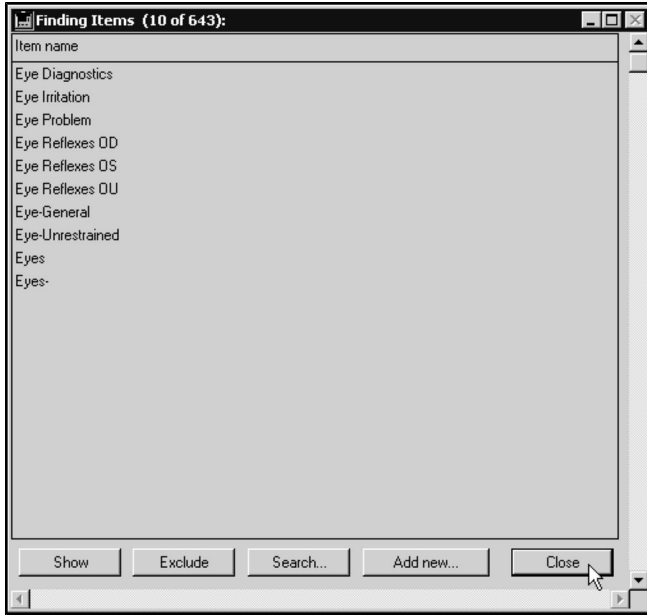 Finding Items (10 of 643):
Item name
Eye Diagnostics
Eye Irritation
Eye Problem
Eye Reflexes OD
Eye Reflexes OS
Eye Reflexes OU
Eye-General
Eye-Unrestrained
Eyes
Eyes-
Show Exclude Search... Add new... Close